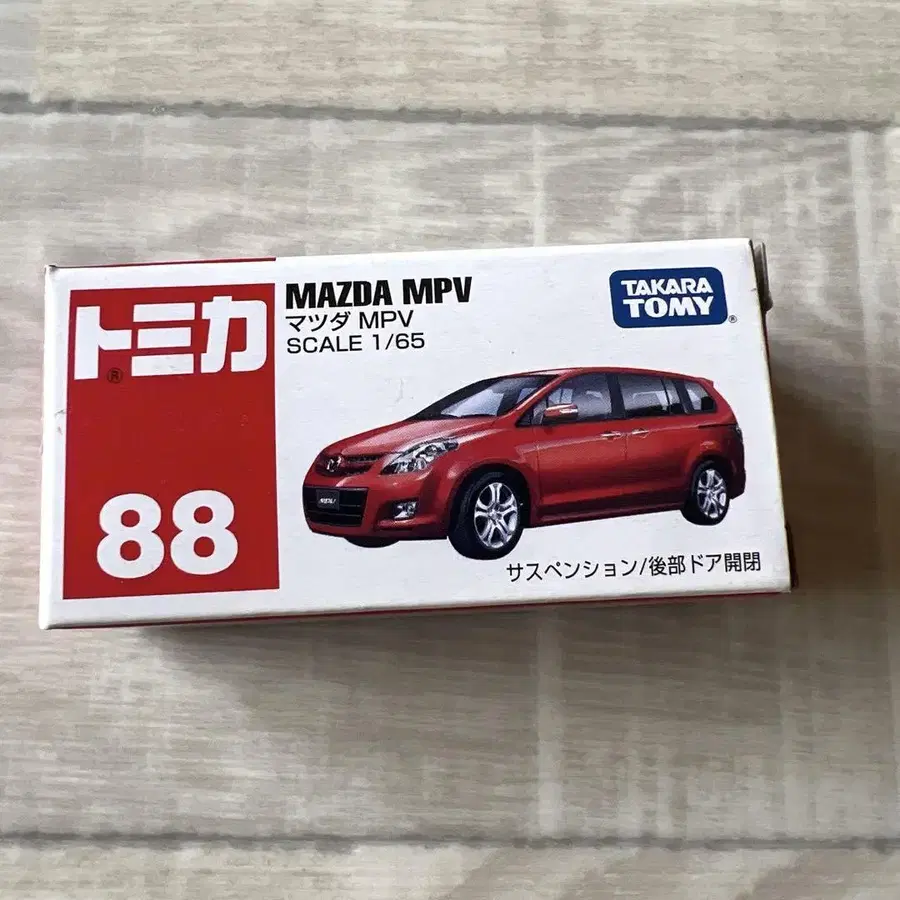 トミカ®
88
MAZDA MPV
マツダ MPV
SCALE 1/65
TAKARA
TOMY®
サスペンション/後部ドア開閉